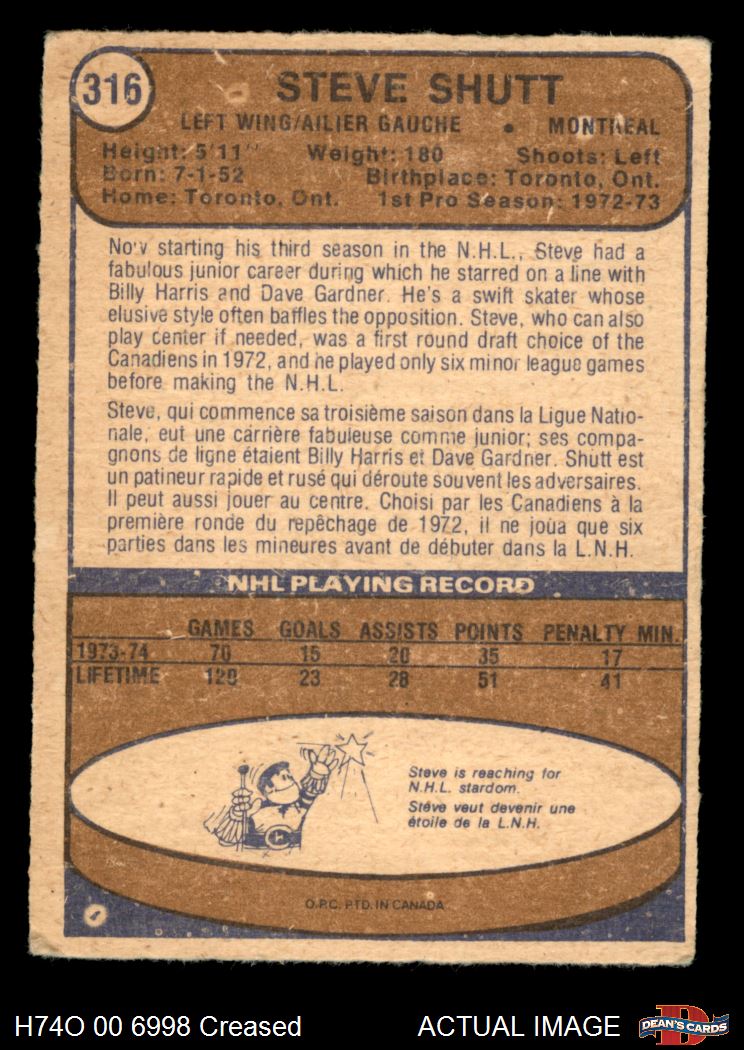 316
STEVE SHUTT
LEFT WING/AILIER GAUCHE • MONTREAL
Height: 5'11" Weight: 180 Shoots: Left
Born: 7-1-52 Birthplace: Toronto, Ont.
Home: Toronto, Ont. 1st Pro Season: 1972-73
Now starting his third season in the N.H.L., Steve had a
fabulous junior career during which he starred on a line with
Billy Harris and Dave Gardner. He's a swift skater whose
elusive style often baffles the opposition. Steve, who can also
play center if needed, was a first round draft choice of the
Canadiens in 1972, and he played only six minor league games
before making the N.H.L.
Steve, qui commence sa troisième saison dans la Ligue Natio-
nale, eut une carrière fabuleuse comme junior; ses compa-
gnons de ligne étaient Billy Harris et Dave Gardner. Shutt est
un patineur rapide et rusé qui déroute souvent les adversaires.
Il peut aussi jouer au centre. Choisi par les Canadiens à la
première ronde du repêchage de 1972, il ne joua que six
parties dans les mineures avant de débuter dans la L.N.H.
NHL PLAYING RECORD
GAMES GOALS ASSISTS POINTS PENALTY MIN.
1973-74 70 15 20 35 17
LIFETIME 120 23 28 51 41
Steve is reaching for
N.H.L. stardom.
Steve veut devenir une
étoile de la L.N.H.
O.P.C. PTD. IN CANADA
H74O 00 6998 Creased ACTUAL IMAGE
DEAN'S CARDS